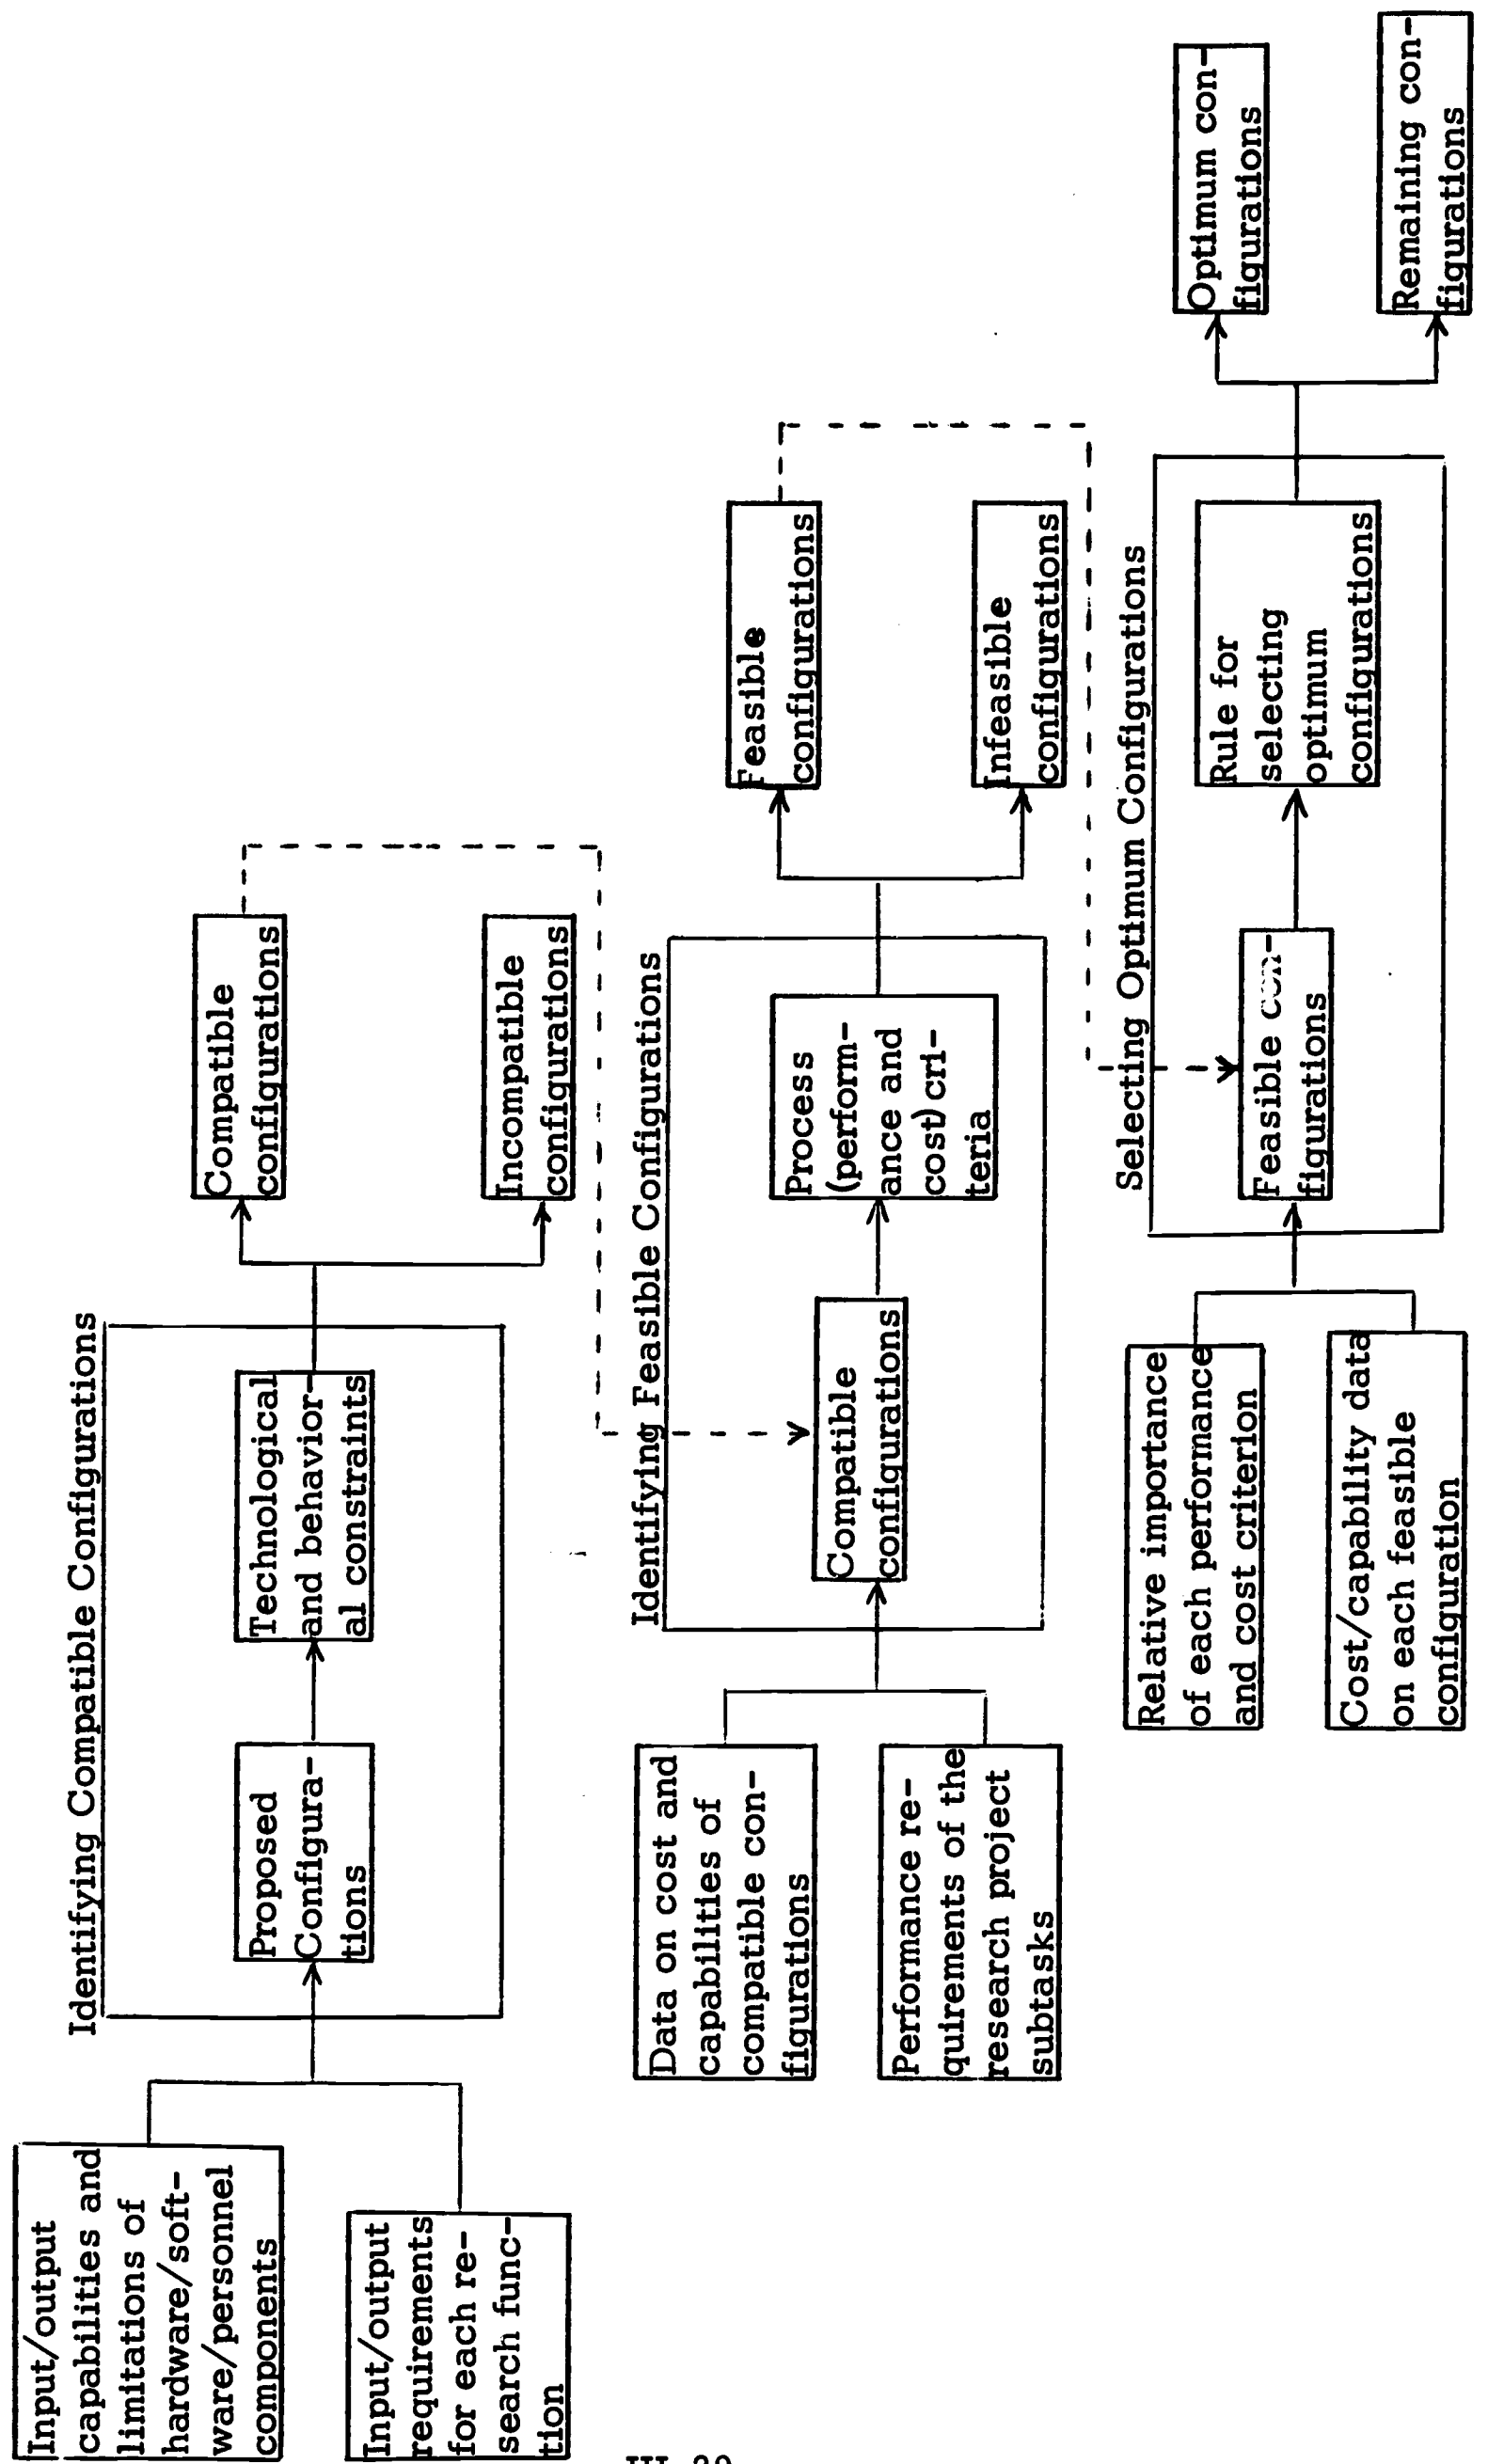 Identifying Compatible Configurations
Input/output
capabilities and
limitations of
hardware/soft-
ware/personnel
components
Input/output
requirements
for each re-
search func-
tion
Proposed
Configura-
tions
Technological
and behavior-
al constraints
Compatible
configurations
Incompatible
configurations
Identifying Feasible Configurations
Data on cost and
capabilities of
compatible con-
figurations
Performance re-
quirements of the
research project
subtasks
Compatible
configurations
Process
(perform-
ance and
cost) cri-
teria
Feasible
configurations
Infeasible
configurations
Selecting Optimum Configurations
Relative importance
of each performance
and cost criterion
Cost/capability data
on each feasible
configuration
Feasible con-
figurations
Rule for
selecting
optimum
configurations
Optimum con-
figurations
Remaining con-
figurations